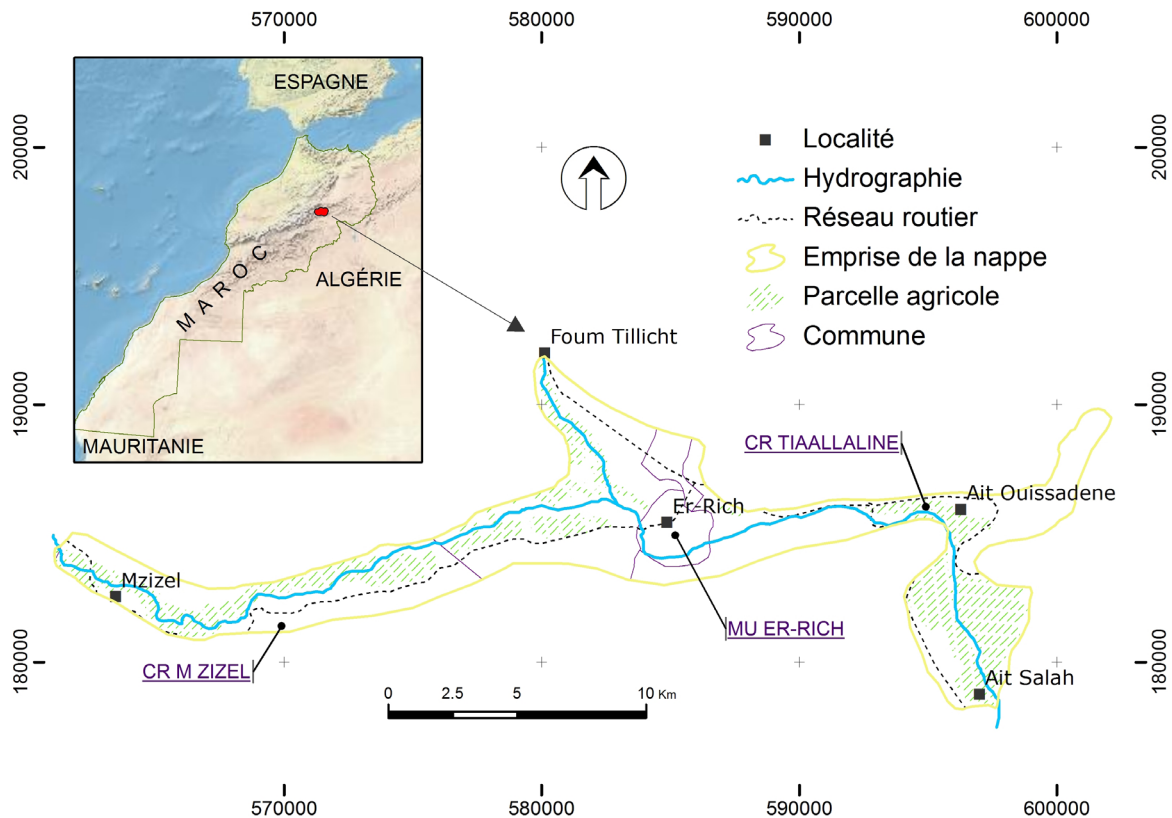 570000
580000
590000
600000
200000
190000
180000
200000
190000
180000
ESPAGNE
MAROC
ALGÉRIE
MAURITANIE
Localité
Hydrographie
Réseau routier
Emprise de la nappe
Parcelle agricole
Commune
Foum Tillicht
CR TIAALLALINE
Ait Ouissadene
Er-Rich
Mzizel
MU ER-RICH
CR M ZIZEL
Ait Salah
0 2.5 5 10 Km
570000
580000
590000
600000